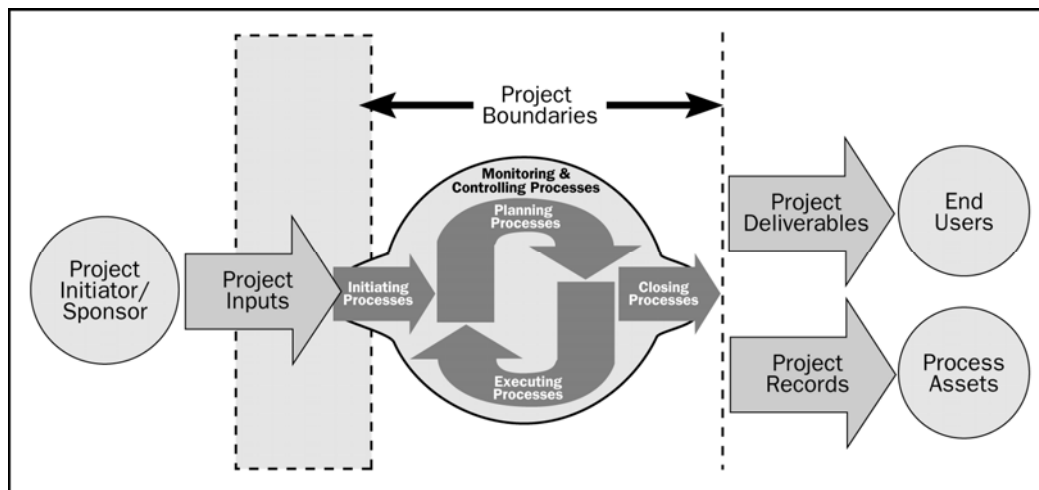 Project
Boundaries
Monitoring &
Controlling Processes
Planning
Processes
Project
Initiator/
Sponsor
Project
Inputs
Initiating
Processes
Closing
Processes
Executing
Processes
Project
Deliverables
End
Users
Project
Records
Process
Assets